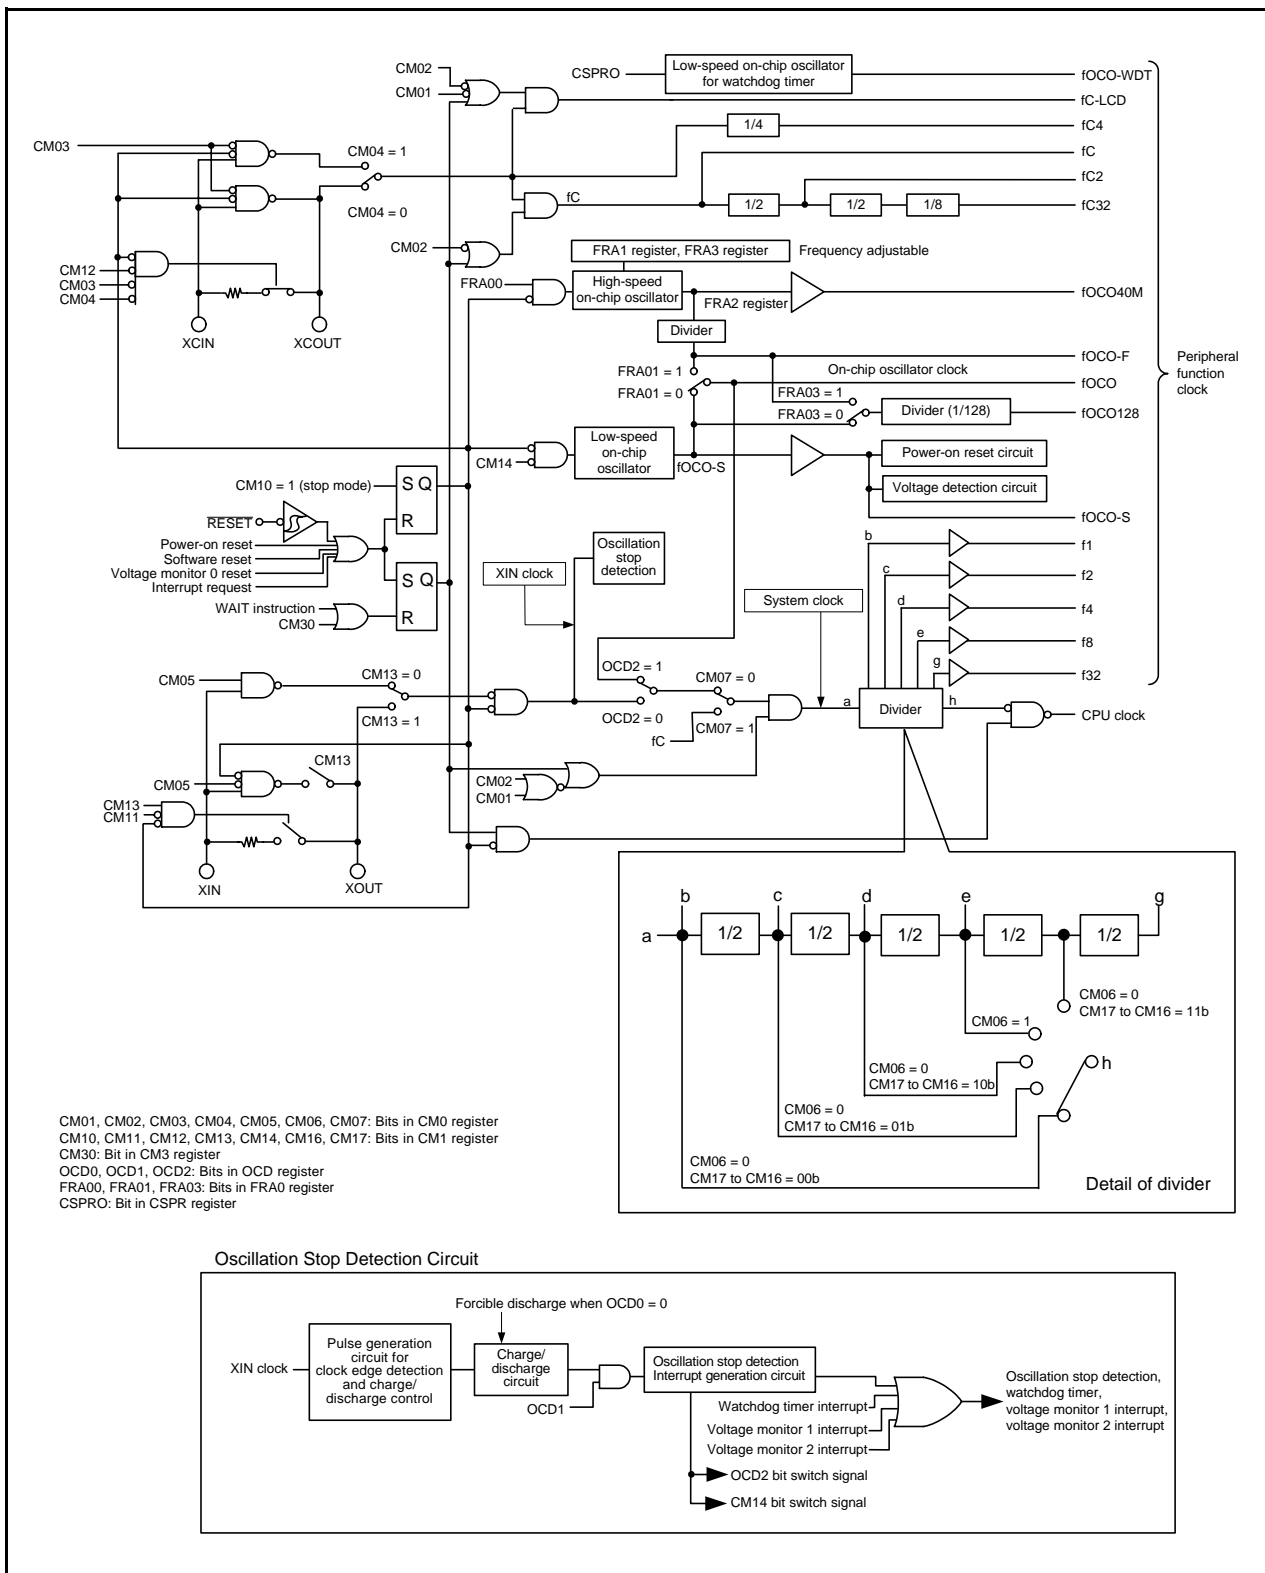 CM02
CM01
CSPRO
Low-speed on-chip oscillator
for watchdog timer
fOCO-WDT
fC-LCD
1/4
fC4
CM03
CM04 = 1
CM04 = 0
fC
fC
fC2
1/2
1/2
1/8
fC32
CM02
CM12
CM03
CM04
XCIN
XCOUT
FRA1 register, FRA3 register
Frequency adjustable
FRA00
High-speed
on-chip oscillator
FRA2 register
fOCO40M
Divider
fOCO-F
FRA01 = 1
FRA01 = 0
On-chip oscillator clock
fOCO
FRA03 = 1
FRA03 = 0
Divider (1/128)
fOCO128
Peripheral
function
clock
CM14
Low-speed
on-chip
oscillator
fOCO-S
Power-on reset circuit
Voltage detection circuit
fOCO-S
CM10 = 1 (stop mode)
S Q
R
RESET
Power-on reset
Software reset
Voltage monitor 0 reset
Interrupt request
S Q
R
WAIT instruction
CM30
Oscillation
stop
detection
XIN clock
System clock
b
f1
c
f2
d
f4
e
f8
g
f32
CM05
CM13 = 0
CM13 = 1
OCD2 = 1
OCD2 = 0
CM07 = 0
CM07 = 1
fC
a
Divider
h
CPU clock
CM13
CM05
CM02
CM01
CM13
CM11
XIN
XOUT
b
c
d
e
g
a
1/2
1/2
1/2
1/2
1/2
CM06 = 0
CM17 to CM16 = 11b
CM06 = 1
CM06 = 0
CM17 to CM16 = 10b
h
CM06 = 0
CM17 to CM16 = 01b
CM06 = 0
CM17 to CM16 = 00b
Detail of divider
CM01, CM02, CM03, CM04, CM05, CM06, CM07: Bits in CM0 register
CM10, CM11, CM12, CM13, CM14, CM16, CM17: Bits in CM1 register
CM30: Bit in CM3 register
OCD0, OCD1, OCD2: Bits in OCD register
FRA00, FRA01, FRA03: Bits in FRA0 register
CSPRO: Bit in CSPR register
Oscillation Stop Detection Circuit
Forcible discharge when OCD0 = 0
XIN clock
Pulse generation
circuit for
clock edge detection
and charge/
discharge control
Charge/
discharge
circuit
OCD1
Oscillation stop detection
Interrupt generation circuit
Watchdog timer interrupt
Voltage monitor 1 interrupt
Voltage monitor 2 interrupt
Oscillation stop detection,
watchdog timer,
voltage monitor 1 interrupt,
voltage monitor 2 interrupt
OCD2 bit switch signal
CM14 bit switch signal